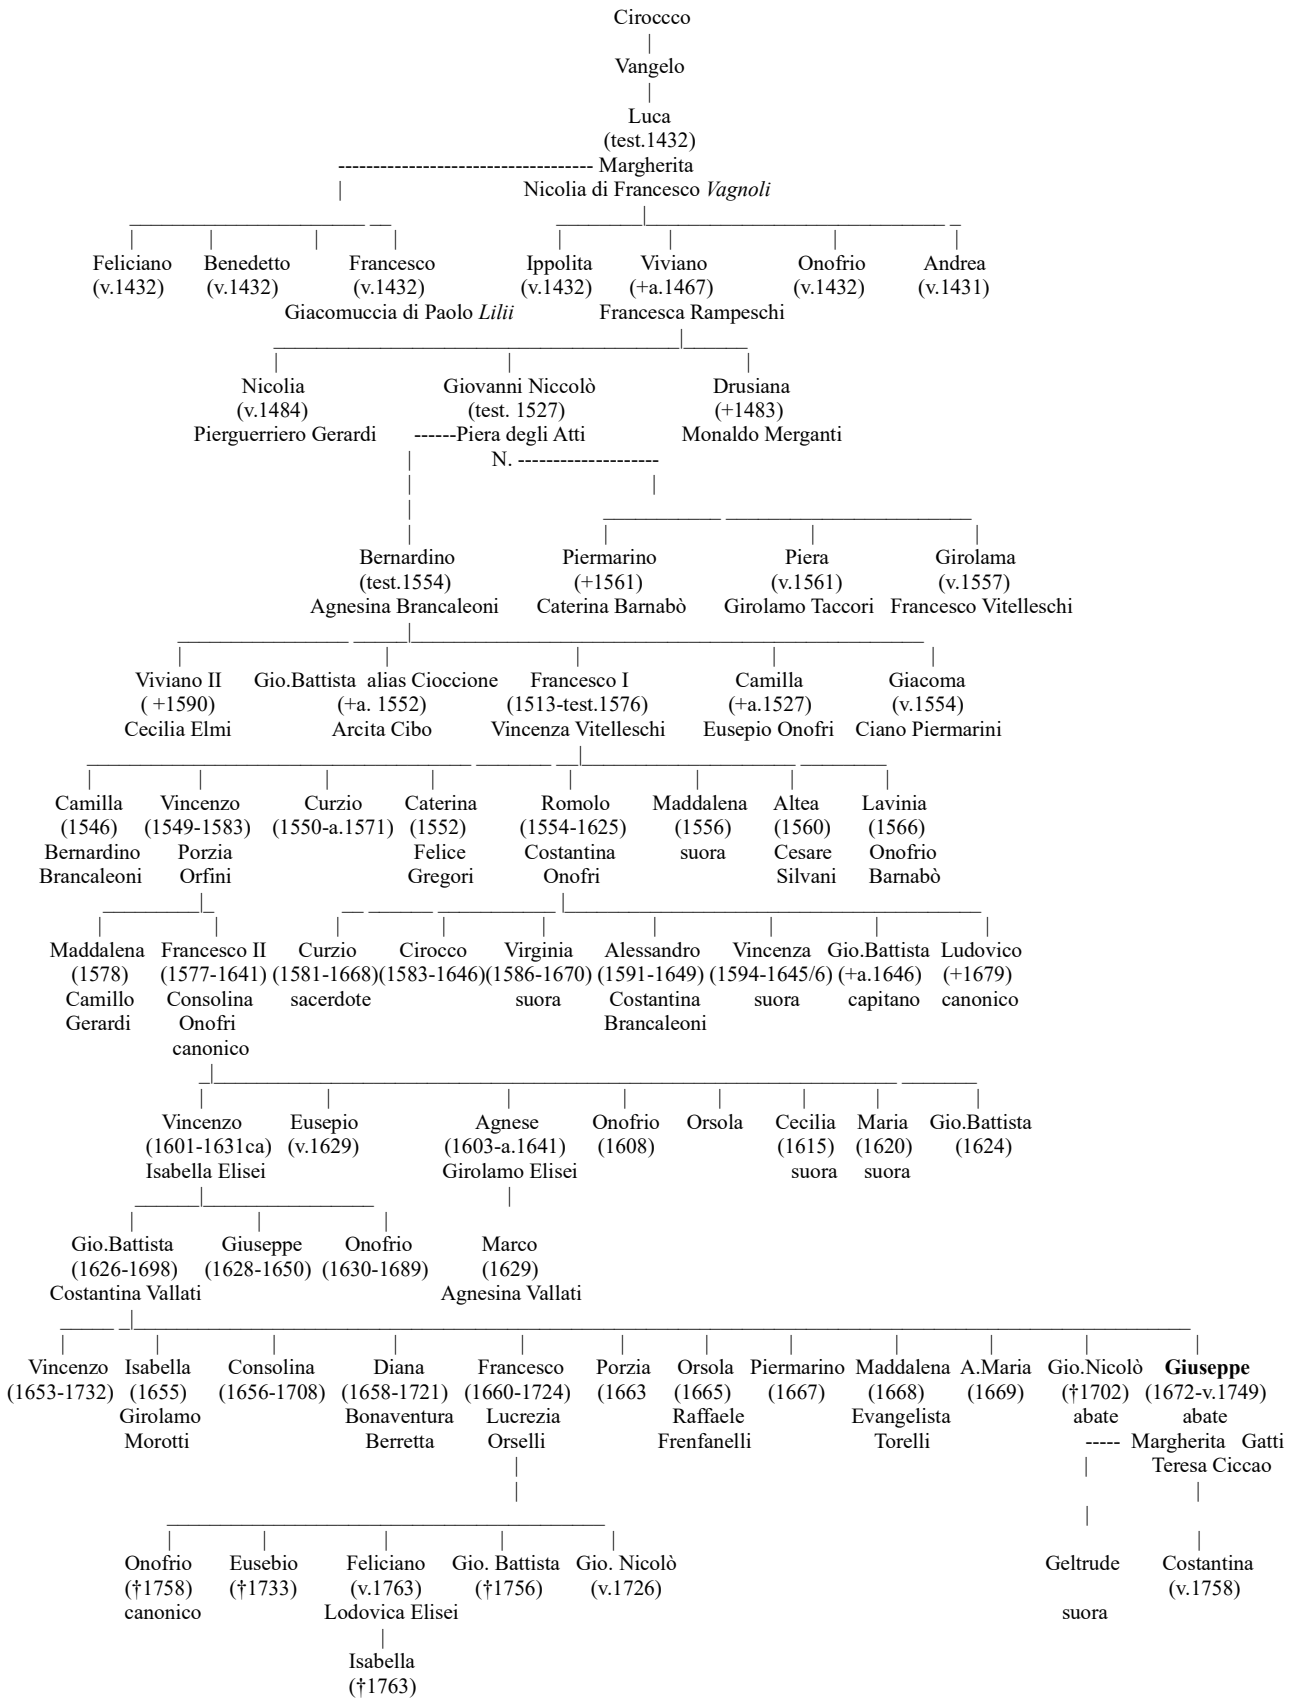 Ciroccco
Vangelo
Luca
(test.1432)
Margherita
Nicolia di Francesco Vagnoli
Feliciano Benedetto Francesco Ippolita Viviano Onofrio Andrea
(v.1432) (v.1432) (v.1432) (v.1432) (+a.1467) (v.1432) (v.1431)
Giacomuccia di Paolo Lilii Francesca Rampeschi
Nicolia Giovanni Niccolò Drusiana
(v.1484) (test. 1527) (+1483)
Pierguerriero Gerardi ------Piera degli Atti Monaldo Merganti
N. --------------------
Bernardino Piermarino Piera Girolama
(test.1554) (+1561) (v.1561) (v.1557)
Agnesina Brancaleoni Caterina Barnabò Girolamo Taccori Francesco Vitelleschi
Viviano II Gio.Battista alias Cioccione Francesco I Camilla Giacoma
( +1590) (+a. 1552) (1513-test.1576) (+a.1527) (v.1554)
Cecilia Elmi Arcita Cibo Vincenza Vitelleschi Eusepio Onofri Ciano Piermarini
Camilla Vincenzo Curzio Caterina Romolo Maddalena Altea Lavinia
(1546) (1549-1583) (1550-a.1571) (1552) (1554-1625) (1556) (1560) (1566)
Bernardino Porzia Felice Costantina suora Cesare Onofrio
Brancaleoni Orfini Gregori Onofri Silvani Barnabò
Maddalena Francesco II Curzio Cirocco Virginia Alessandro Vincenza Gio.Battista Ludovico
(1578) (1577-1641) (1581-1668)(1583-1646)(1586-1670) (1591-1649) (1594-1645/6) (+a.1646) (+1679)
Camillo Consolina sacerdote suora Costantina suora capitano canonico
Gerardi Onofri Brancaleoni
canonico
Vincenzo Eusepio Agnese Onofrio Orsola Cecilia Maria Gio.Battista
(1601-1631ca) (v.1629) (1603-a.1641) (1608) (1615) (1620) (1624)
Isabella Elisei Girolamo Elisei suora suora
Gio.Battista Giuseppe Onofrio Marco
(1626-1698) (1628-1650) (1630-1689) (1629)
Costantina Vallati Agnesina Vallati
Vincenzo Isabella Consolina Diana Francesco Porzia Orsola Piermarino Maddalena A.Maria Gio.Nicolò Giuseppe
(1653-1732) (1655) (1656-1708) (1658-1721) (1660-1724) (1663 (1665) (1667) (1668) (1669) (†1702) (1672-v.1749)
Girolamo Bonaventura Lucrezia Raffaele Evangelista abate abate
Morotti Berretta Orselli Frenfanelli Torelli ----- Margherita Gatti
Teresa Ciccao
Onofrio Eusebio Feliciano Gio. Battista Gio. Nicolò Geltrude Costantina
(†1758) (†1733) (v.1763) (†1756) (v.1726) (v.1758)
canonico Lodovica Elisei suora
Isabella
(†1763)